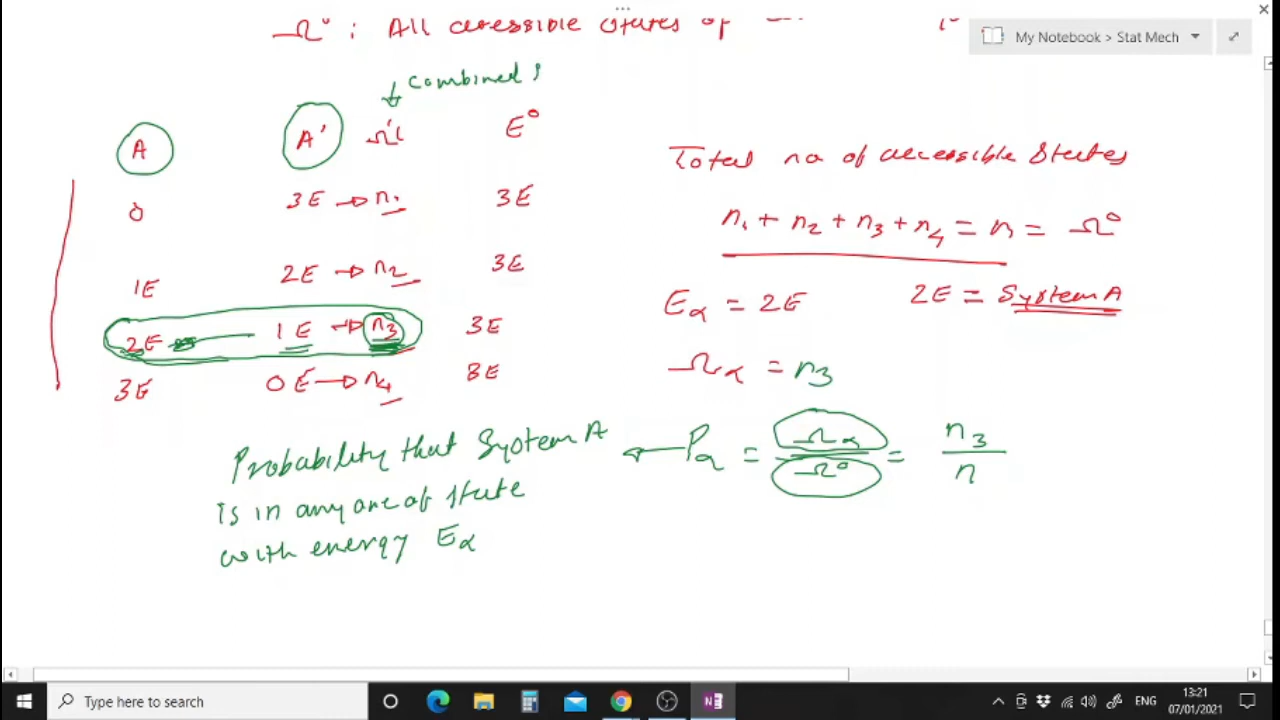 Ω° : All accessible states of
My Notebook > Stat Mech
↓ Combined
A A' Ω' E°
0 3E → n₁ 3E
1E 2E → n₂ 3E
2E 1E → n₃ 3E
3E 0E → n₄ 3E
Total no of accessible States
n₁ + n₂ + n₃ + n₄ = n = Ω°
Eα = 2E 2E = System A
Ωα = n₃
Probability that System A ← Pα = Ωα / Ω° = n₃ / n
is in any one of state
with energy Eα
Type here to search
ENG
13:21
07/01/2021